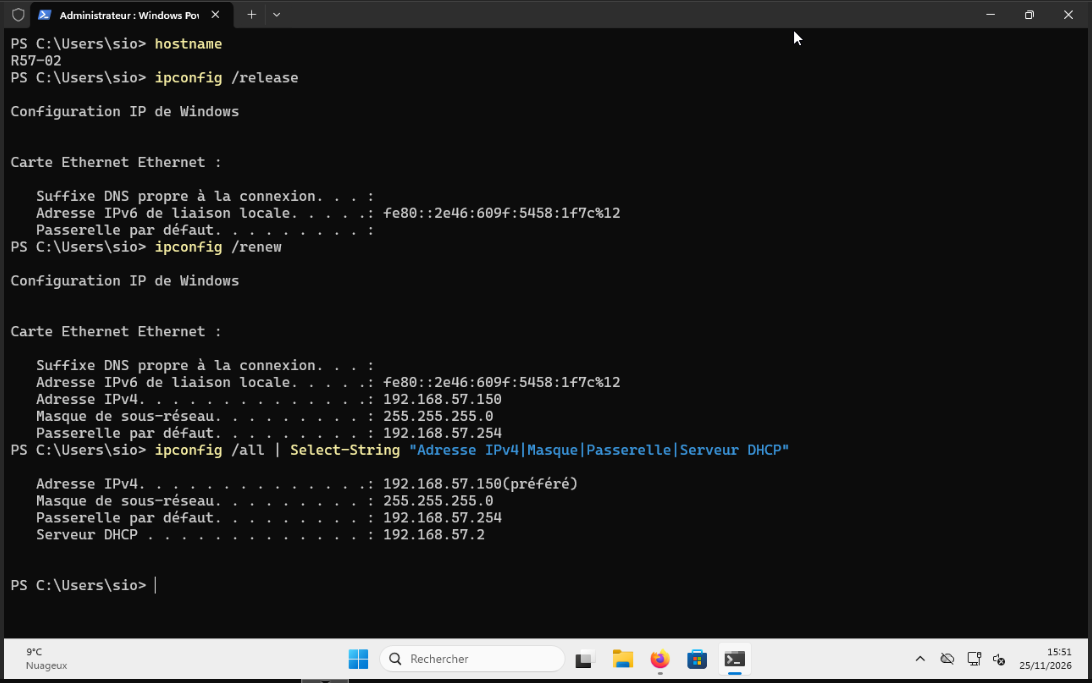 Administrateur : Windows Pov
PS C:\Users\sio> hostname
R57-02
PS C:\Users\sio> ipconfig /release
Configuration IP de Windows
Carte Ethernet Ethernet :
Suffixe DNS propre à la connexion. . . :
Adresse IPv6 de liaison locale. . . . .: fe80::2e46:609f:5458:1f7c%12
Passerelle par défaut. . . . . . . . . :
PS C:\Users\sio> ipconfig /renew
Configuration IP de Windows
Carte Ethernet Ethernet :
Suffixe DNS propre à la connexion. . . :
Adresse IPv6 de liaison locale. . . . .: fe80::2e46:609f:5458:1f7c%12
Adresse IPv4. . . . . . . . . . . . . .: 192.168.57.150
Masque de sous-réseau. . . . . . . . . : 255.255.255.0
Passerelle par défaut. . . . . . . . . : 192.168.57.254
PS C:\Users\sio> ipconfig /all | Select-String "Adresse IPv4|Masque|Passerelle|Serveur DHCP"
Adresse IPv4. . . . . . . . . . . . . .: 192.168.57.150(préféré)
Masque de sous-réseau. . . . . . . . . : 255.255.255.0
Passerelle par défaut. . . . . . . . . : 192.168.57.254
Serveur DHCP . . . . . . . . . . . . . : 192.168.57.2
PS C:\Users\sio>
9°C
Nuageux
Rechercher
15:51
25/11/2026